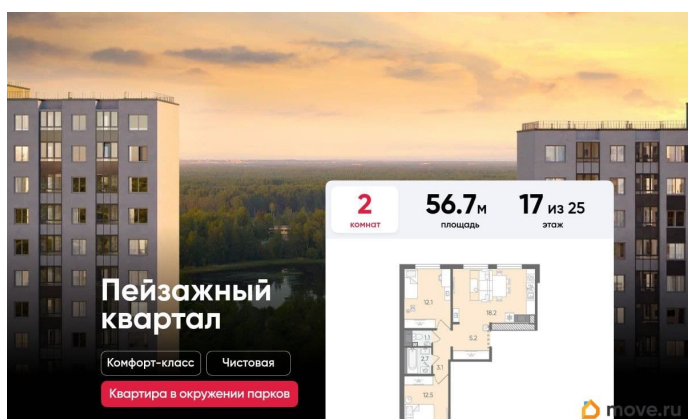 2
комнат
56.7м
площадь
17 из 25
этаж
Пейзажный
квартал
Комфорт-класс
Чистовая
Квартира в окружении парков
12.1
18.2
5.2
1.1
2.7
3.1
12.5
move.ru